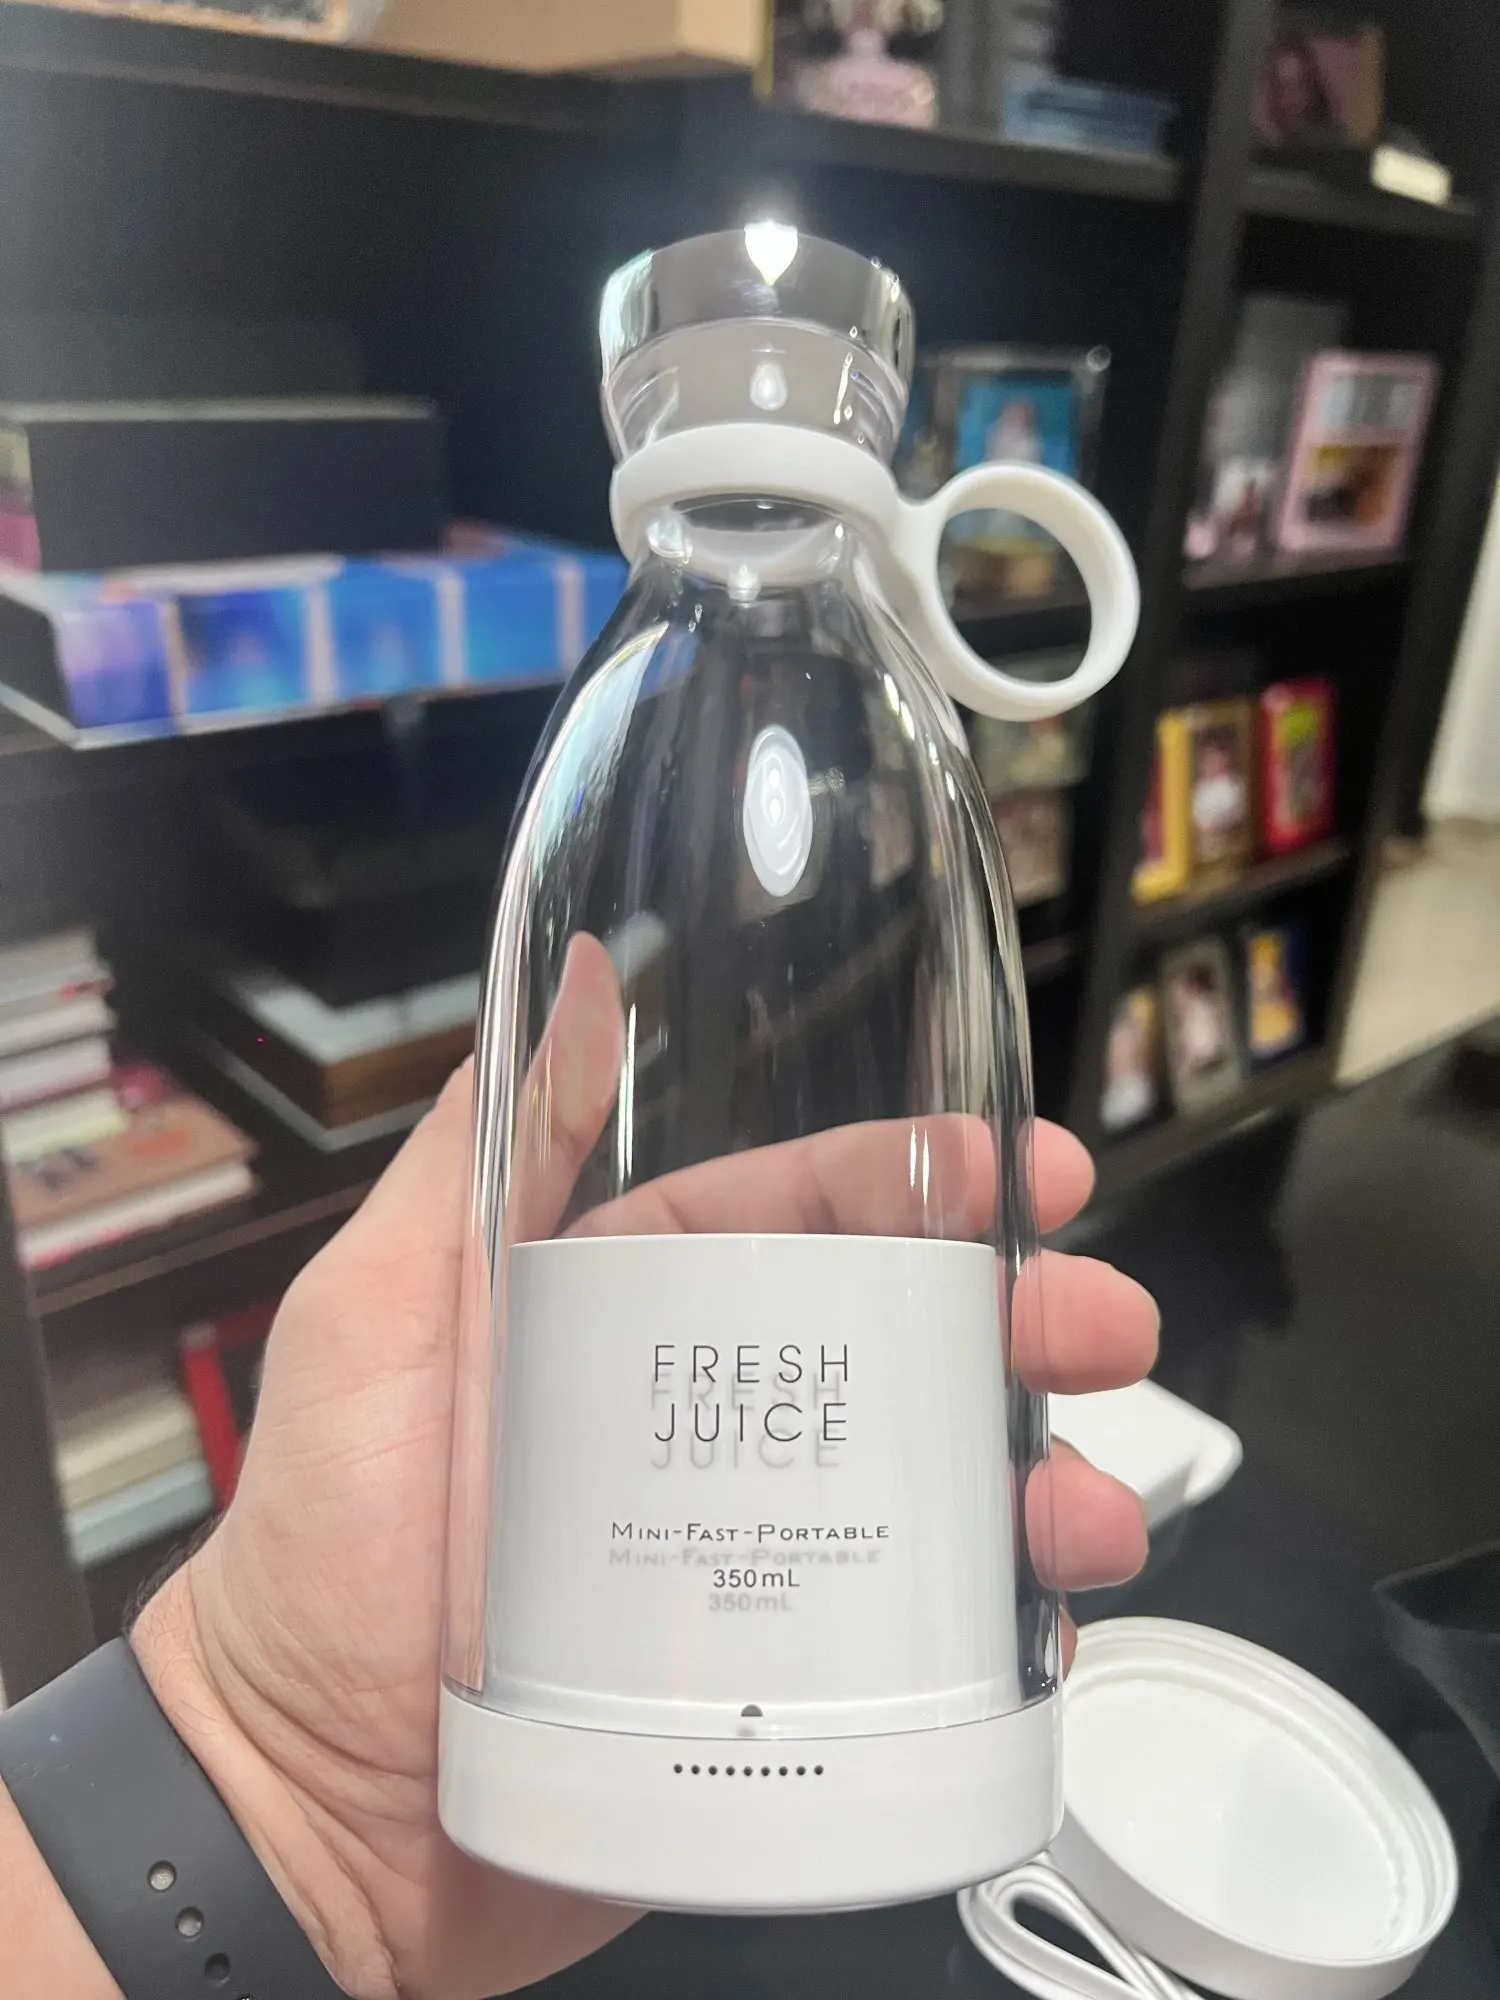 FRESH
JUICE
MINI-FAST-PORTABLE
350mL